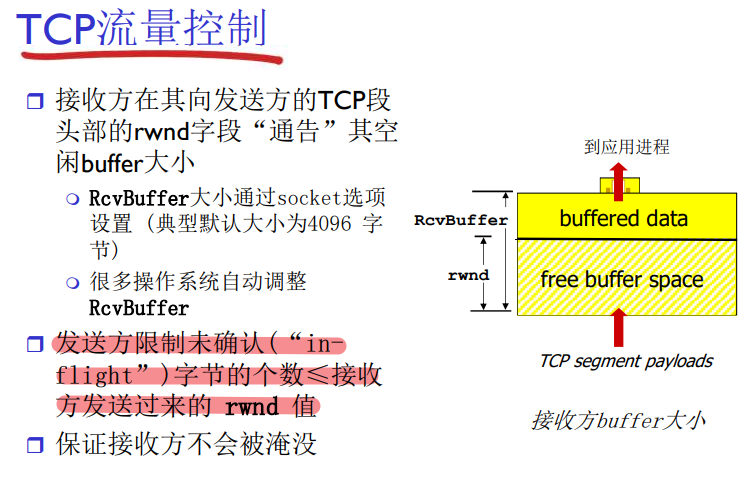 TCP流量控制
接收方在其向发送方的TCP段
头部的rwnd字段“通告”其空
闲buffer大小
RcvBuffer大小通过socket选项
设置 (典型默认大小为4096 字
节)
很多操作系统自动调整
RcvBuffer
发送方限制未确认(“in-
flight”)字节的个数≤接收
方发送过来的 rwnd 值
保证接收方不会被淹没
到应用进程
RcvBuffer
buffered data
rwnd
free buffer space
TCP segment payloads
接收方buffer大小